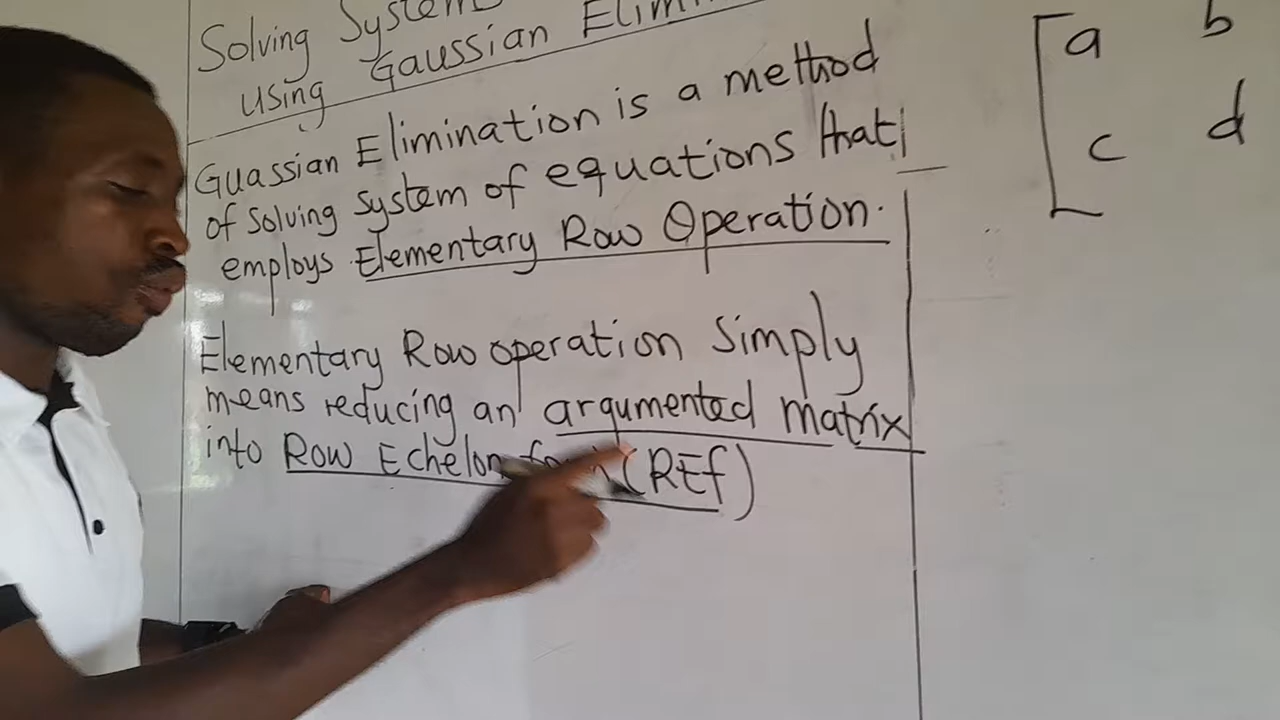 Solving System
using Gaussian Elim
Guassian Elimination is a method
of solving system of equations that
employs Elementary Row Operation.
Elementary Row operation Simply
means reducing an argumented matrix
into Row Echelon (REf)
a b
c d